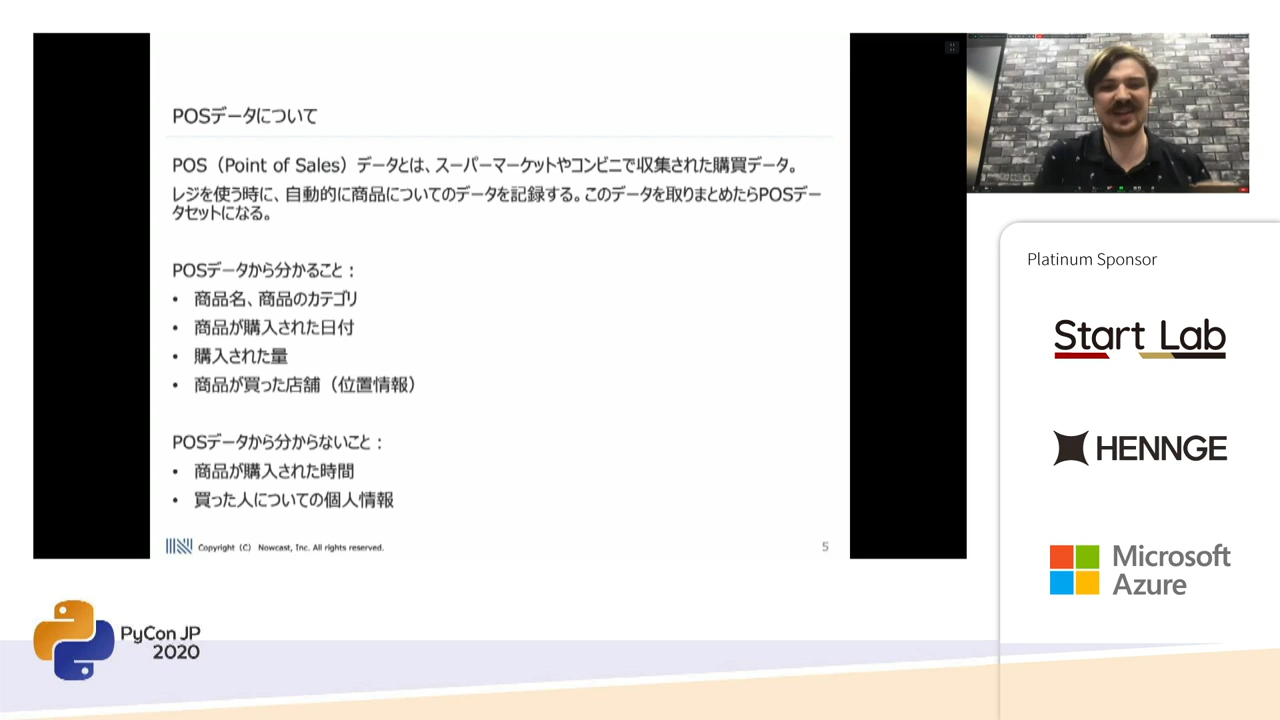 POSデータについて
POS（Point of Sales）データとは、スーパーマーケットやコンビニで収集された購買データ。
レジを使う時に、自動的に商品についてのデータを記録する。このデータを取りまとめたらPOSデー
タセットになる。
POSデータから分かること：
• 商品名、商品のカテゴリ
• 商品が購入された日付
• 購入された量
• 商品が買った店舗（位置情報）
POSデータから分からないこと：
• 商品が購入された時間
• 買った人についての個人情報
Copyright（C） Nowcast, Inc. All rights reserved.
5
Platinum Sponsor
Start Lab
HENNGE
Microsoft
Azure
PyCon JP
2020